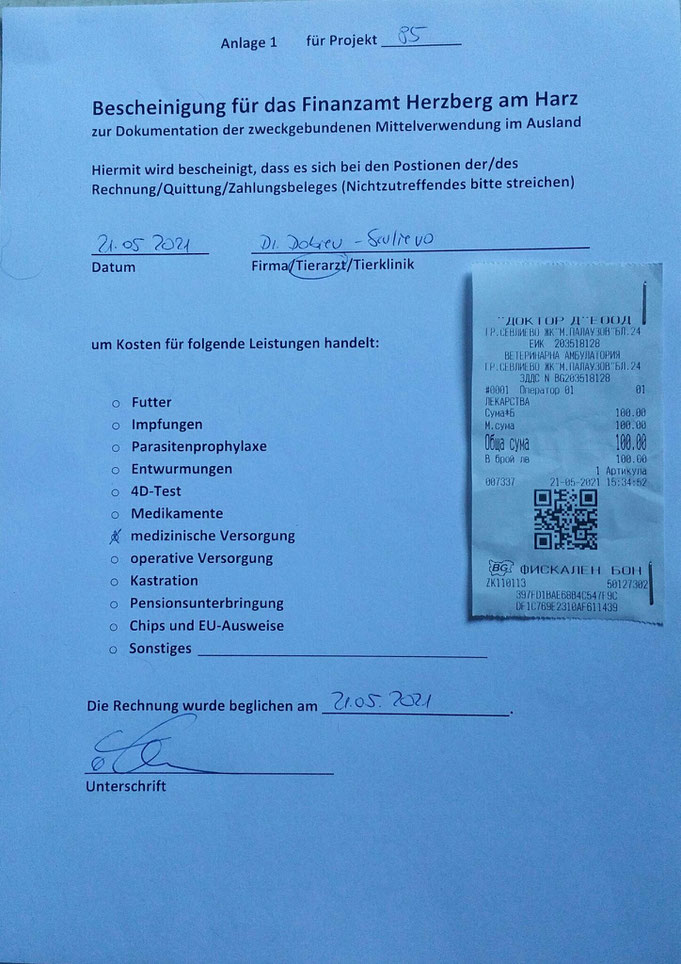 Anlage 1 für Projekt 85
Bescheinigung für das Finanzamt Herzberg am Harz
zur Dokumentation der zweckgebundenen Mittelverwendung im Ausland
Hiermit wird bescheinigt, dass es sich bei den Postionen der/des
Rechnung/Quittung/Zahlungsbeleges (Nichtzutreffendes bitte streichen)
21.05 2021 Dr. Dokiev - Sevlievo
Datum Firma/Tierarzt/Tierklinik
um Kosten für folgende Leistungen handelt:
Futter
Impfungen
Parasitenprophylaxe
Entwurmungen
4D-Test
Medikamente
medizinische Versorgung
operative Versorgung
Kastration
Pensionsunterbringung
Chips und EU-Ausweise
Sonstiges
Die Rechnung wurde beglichen am 21.05.2021.
Unterschrift
"ДОКТОР Д"ЕООД
ГР.СЕВЛИЕВО ЖК"М.ПАЛАУЗОВ"БЛ.24
ЕИК 203518128
ВЕТЕРИНАРНА АМБУЛАТОРИЯ
ГР.СЕВЛИЕВО ЖК"М.ПАЛАУЗОВ"БЛ.24
ЗДДС N BG203518128
#0001 Оператор 01 01
ЛЕКАРСТВА
Сума*Б 100.00
М.сума 100.00
Обща сума 100.00
В брой лв 100.00
1 Артикула
007337 21-05-2021 15:34:52
BG ФИСКАЛЕН БОН
ZK110113 50127302
397FD1BAE68B4C547F9C
DF1C769E2310AF611439